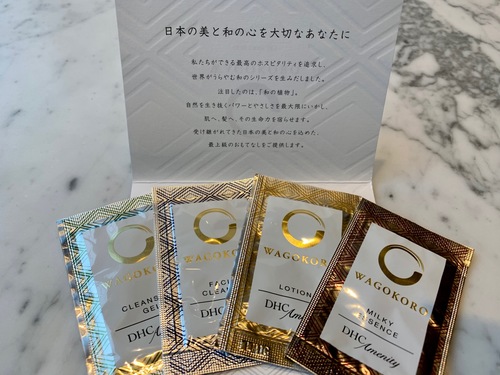 日本の美と和の心を大切なあなたに
私たちができる最高のホスピタリティを追求し、
世界がうらやむ和のシリーズを生みだしました。
注目したのは、「和の植物」。
自然を生き抜くパワーとやさしさを最大限にいかし、
肌へ、髪へ、その生命力を宿らせます。
受け継がれてきた日本の美と和の心を込めた、
最上級のおもてなしをご提供します。
WAGOKORO
CLEANS
GEL
DHC Amenity
WAGOKORO
FACI
CLEA
DHC Amenity
WAGOKORO
LOTION
DHC Amenity
WAGOKORO
MILKY
ESSENCE
DHC Amenity